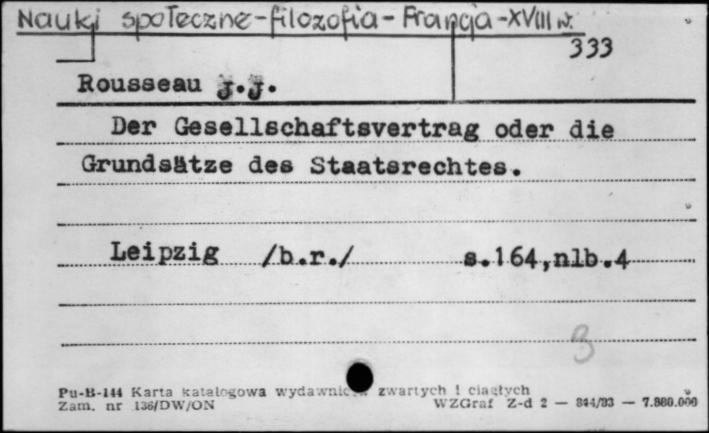 Nauki społeczne-filozofia-Francja-XVIII w.
333
Rousseau J.J.
Der Gesellschaftsvertrag oder die
Grundsätze des Staatsrechtes.
Leipzig /b.r./ s.164,nlb.4
3
Pu-B-144 Karta katalogowa wydawnictw zwartych i ciągłych
Zam. nr 136/DW/ON WZGraf Z-d 2 — 844/83 — 7.880.000